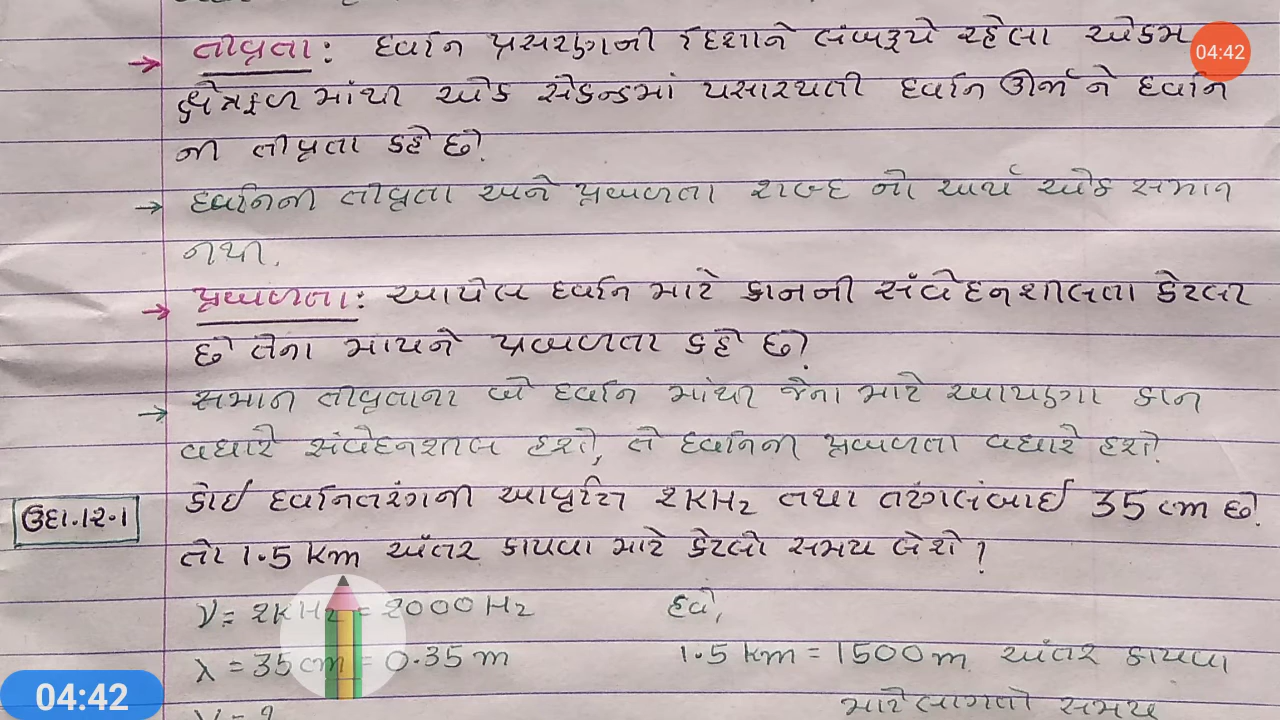 → તીવ્રતા : ધ્વનિ પ્રસરણની દિશાને લંબરૂપે રહેલા એકમ
04:42
ક્ષેત્રફળ માંથી એક સેકન્ડમાં પસારથતી ધ્વનિ ઊર્જા ને ધ્વનિ
ની તીવ્રતા કહે છે.
→ ધ્વનિની તીવ્રતા અને પ્રબળતા શબ્દ નો અર્થ એક સમાન
નથી.
→ પ્રબળતા : આપેલ ધ્વનિ માટે કાનની સંવેદનશીલતા કેટલી
છે તેના માપને પ્રબળતા કહે છે.
→ સમાન તીવ્રતાના બે ધ્વનિ માંથી જેના માટે આપણા કાન
વધારે સંવેદનશીલ હશે, તે ધ્વનિની પ્રબળતા વધારે હશે.
ઉદા.12.1 કોઈ ધ્વનિતરંગની આવૃત્તિ 2KHz તથા તરંગલંબાઈ 35 cm છે.
તો 1.5 km અંતર કાપવા માટે કેટલો સમય લેશે ?
ν = 2KHz = 2000 Hz હવે,
λ = 35 cm = 0.35 m 1.5 km = 1500 m અંતર કાપવા
04:42
માટે લાગતો સમય